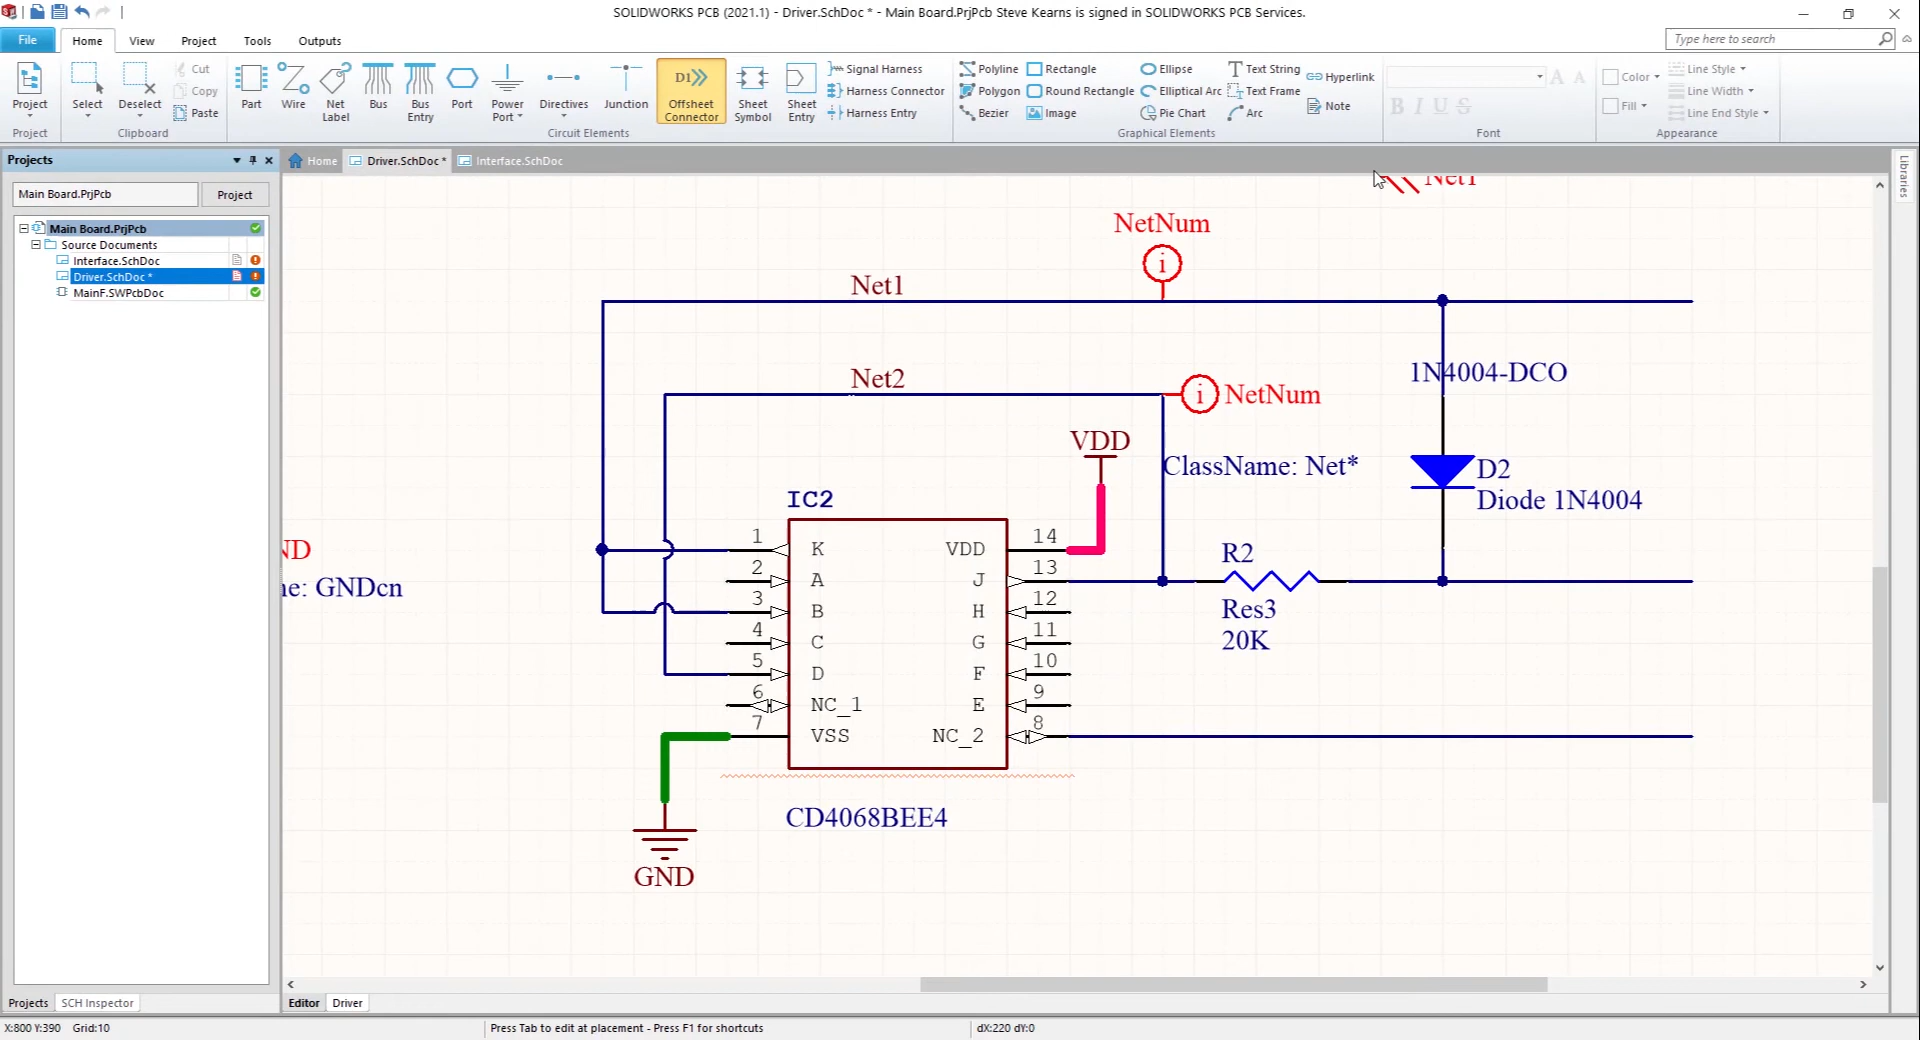 SOLIDWORKS PCB (2021.1) - Driver.SchDoc * - Main Board.PrjPcb Steve Kearns is signed in SOLIDWORKS PCB Services.
File Home View Project Tools Outputs
Type here to search
Project
Select
Deselect
Cut
Copy
Paste
Part
Wire
Net Label
Bus
Bus Entry
Port
Power Port
Directives
Junction
Offsheet Connector
Sheet Symbol
Sheet Entry
Signal Harness
Harness Connector
Harness Entry
Polyline
Polygon
Bezier
Rectangle
Round Rectangle
Image
Ellipse
Elliptical Arc
Pie Chart
Text String
Text Frame
Arc
Hyperlink
Note
A A
B I U S
Color
Fill
Line Style
Line Width
Line End Style
Project
Clipboard
Circuit Elements
Graphical Elements
Font
Appearance
Projects
Home
Driver.SchDoc *
Interface.SchDoc
Libraries
Main Board.PrjPcb
Project
Main Board.PrjPcb
Source Documents
Interface.SchDoc
Driver.SchDoc *
MainF.SWPcbDoc
Net1
NetNum
i
Net1
1N4004-DCO
Net2
i NetNum
VDD
ClassName: Net*
D2
Diode 1N4004
IC2
ND
ne: GNDcn
1 K
2 A
3 B
4 C
5 D
6 NC_1
7 VSS
VDD 14
J 13
H 12
G 11
F 10
E 9
NC_2 8
R2
Res3
20K
CD4068BEE4
GND
Projects SCH Inspector
Editor Driver
X:800 Y:390 Grid:10
Press Tab to edit at placement - Press F1 for shortcuts
dX:220 dY:0